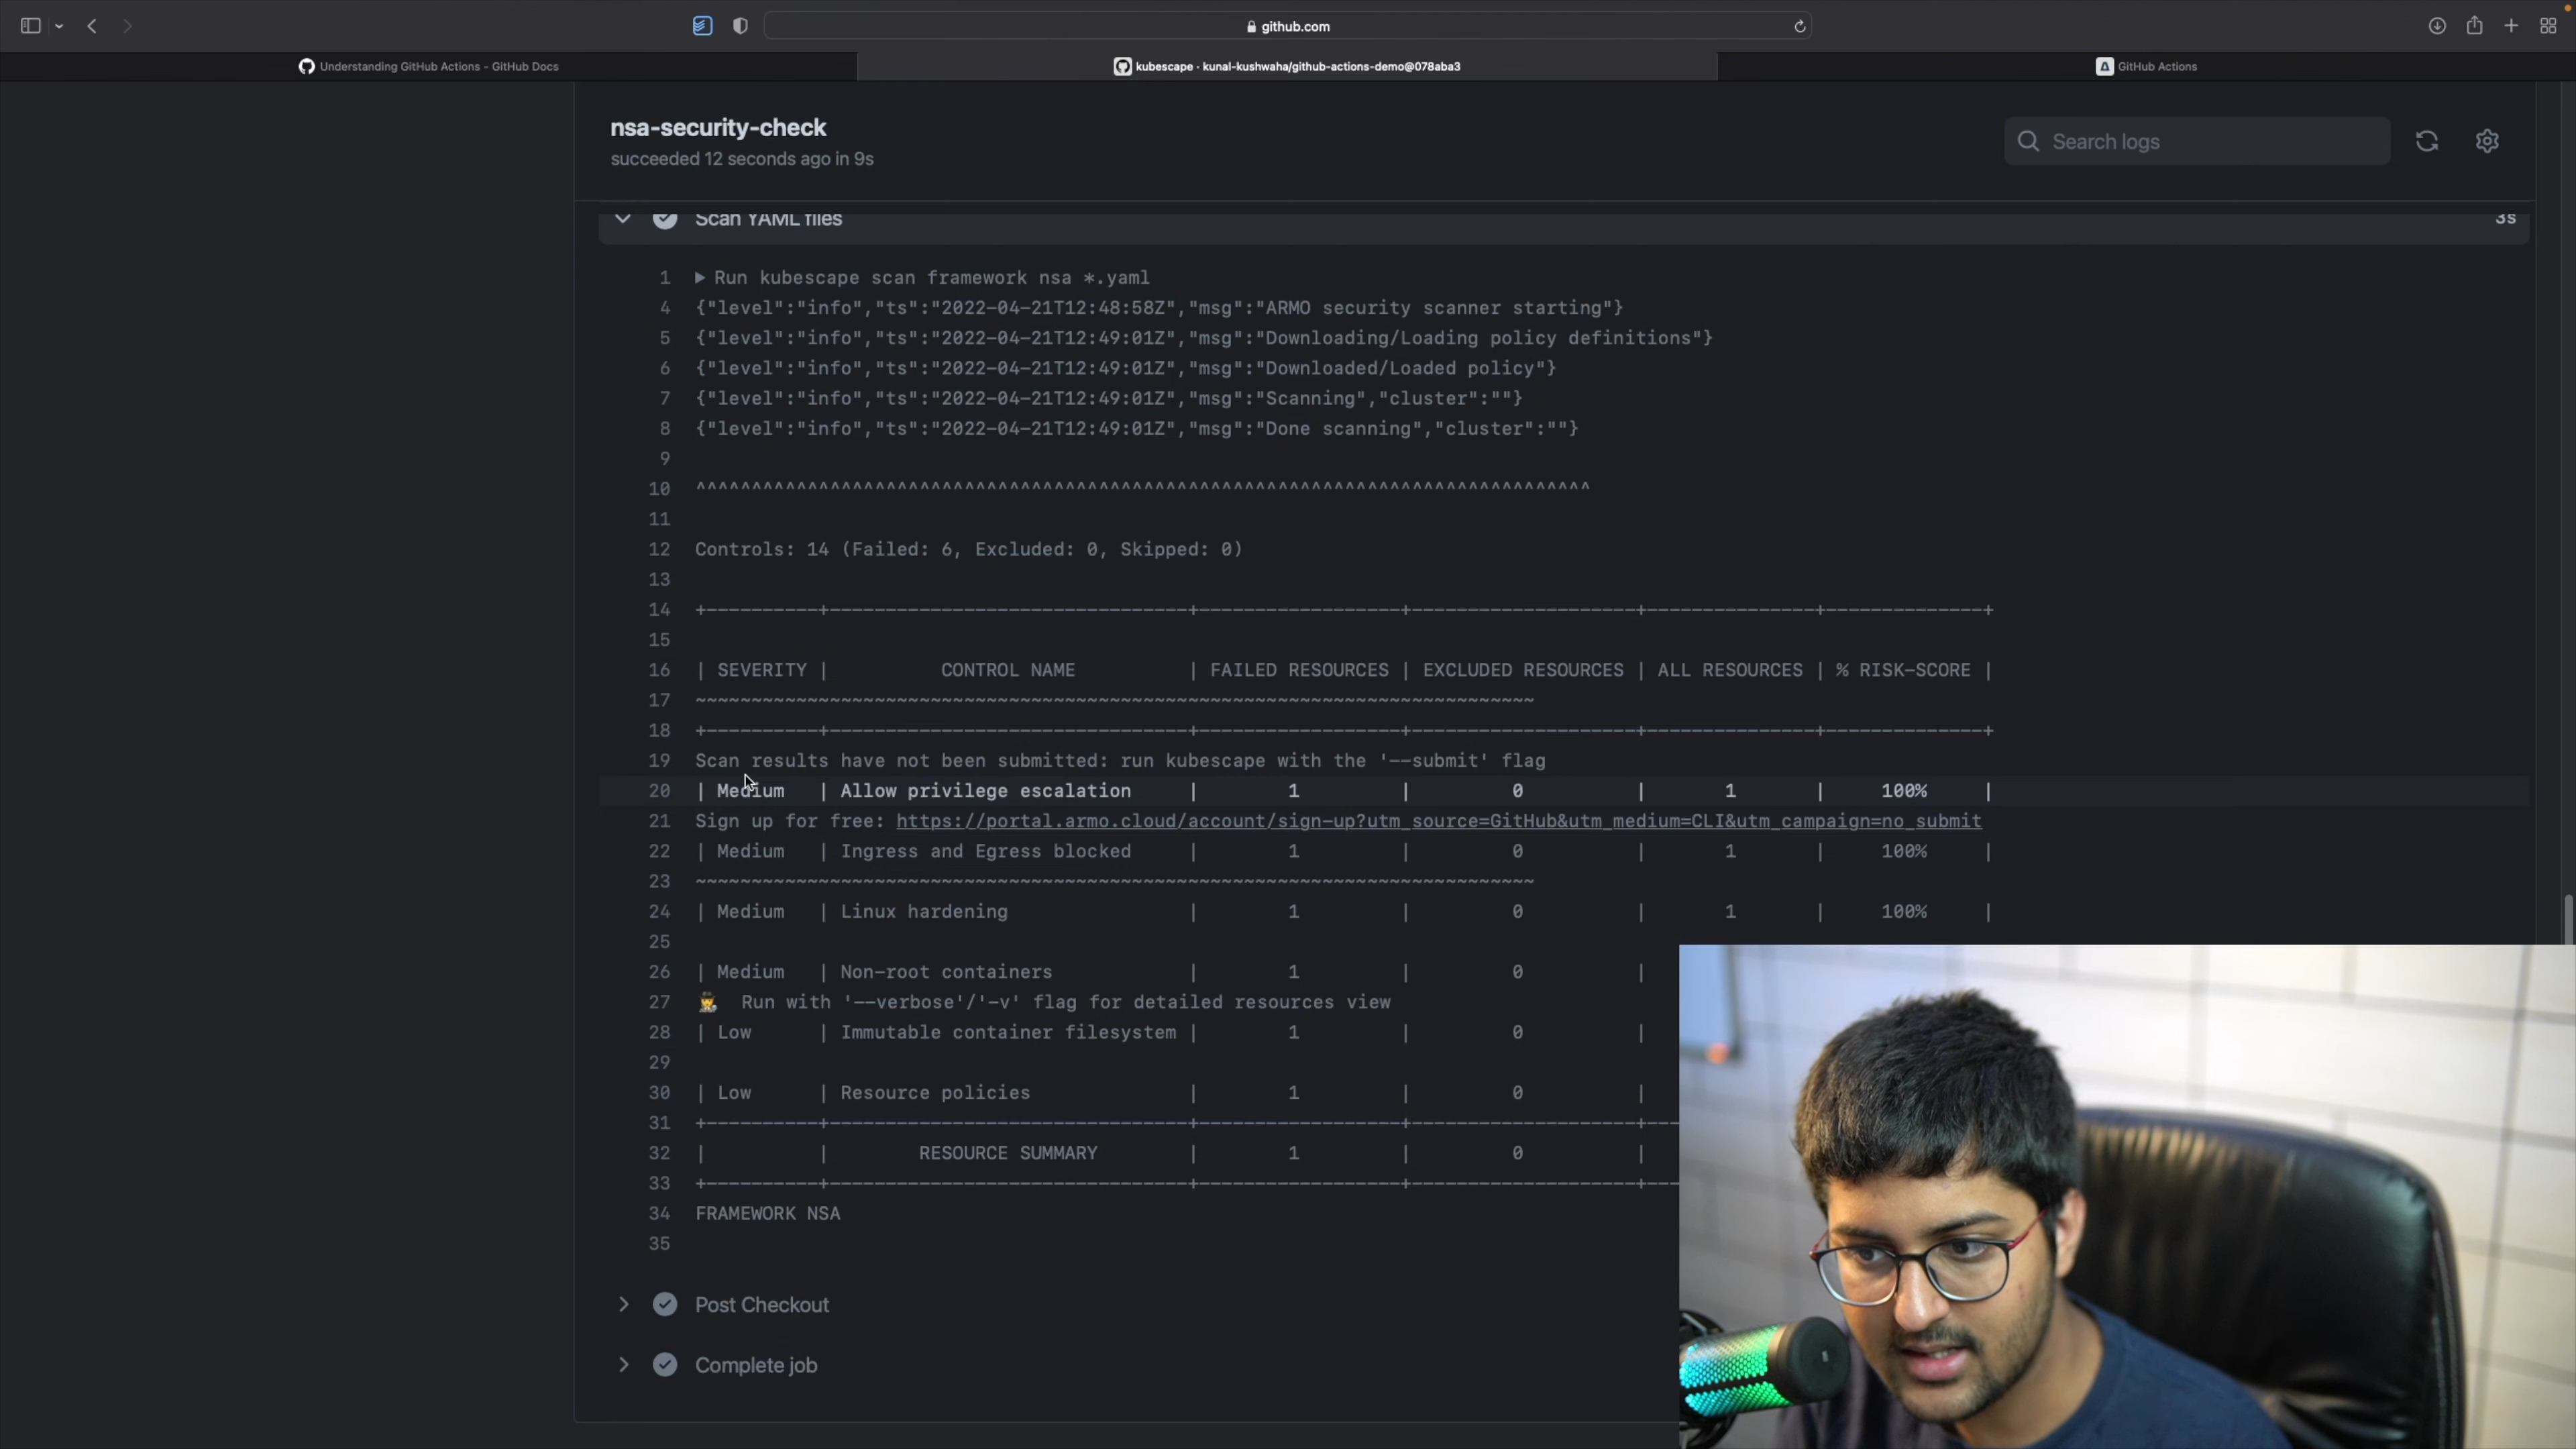 github.com
Understanding GitHub Actions - GitHub Docs
kubescape · kunal-kushwaha/github-actions-demo@078aba3
GitHub Actions
nsa-security-check
succeeded 12 seconds ago in 9s
Search logs
Scan YAML files
3s
1 ▶ Run kubescape scan framework nsa *.yaml
4 {"level":"info","ts":"2022-04-21T12:48:58Z","msg":"ARMO security scanner starting"}
5 {"level":"info","ts":"2022-04-21T12:49:01Z","msg":"Downloading/Loading policy definitions"}
6 {"level":"info","ts":"2022-04-21T12:49:01Z","msg":"Downloaded/Loaded policy"}
7 {"level":"info","ts":"2022-04-21T12:49:01Z","msg":"Scanning","cluster":""}
8 {"level":"info","ts":"2022-04-21T12:49:01Z","msg":"Done scanning","cluster":""}
9
10 ^^^^^^^^^^^^^^^^^^^^^^^^^^^^^^^^^^^^^^^^^^^^^^^^^^^^^^^^^^^^^^^^^^^^^^^^^^^^^^^^
11
12 Controls: 14 (Failed: 6, Excluded: 0, Skipped: 0)
13
14 +----------+--------------------------------+------------------+--------------------+---------------+--------------+
15
16 | SEVERITY | CONTROL NAME | FAILED RESOURCES | EXCLUDED RESOURCES | ALL RESOURCES | % RISK-SCORE |
17 ~~~~~~~~~~~~~~~~~~~~~~~~~~~~~~~~~~~~~~~~~~~~~~~~~~~~~~~~~~~~~~~~~~~~~~~~~~~
18 +----------+--------------------------------+------------------+--------------------+---------------+--------------+
19 Scan results have not been submitted: run kubescape with the '--submit' flag
20 | Medium | Allow privilege escalation | 1 | 0 | 1 | 100% |
21 Sign up for free: https://portal.armo.cloud/account/sign-up?utm_source=GitHub&utm_medium=CLI&utm_campaign=no_submit
22 | Medium | Ingress and Egress blocked | 1 | 0 | 1 | 100% |
23 ~~~~~~~~~~~~~~~~~~~~~~~~~~~~~~~~~~~~~~~~~~~~~~~~~~~~~~~~~~~~~~~~~~~~~~~~~~~
24 | Medium | Linux hardening | 1 | 0 | 1 | 100% |
25
26 | Medium | Non-root containers | 1 | 0 |
27 🕵️ Run with '--verbose'/'-v' flag for detailed resources view
28 | Low | Immutable container filesystem | 1 | 0 |
29
30 | Low | Resource policies | 1 | 0 |
31 +----------+--------------------------------+------------------+--------------------+---
32 | | RESOURCE SUMMARY | 1 | 0 |
33 +----------+--------------------------------+------------------+--------------------+---
34 FRAMEWORK NSA
35
Post Checkout
Complete job